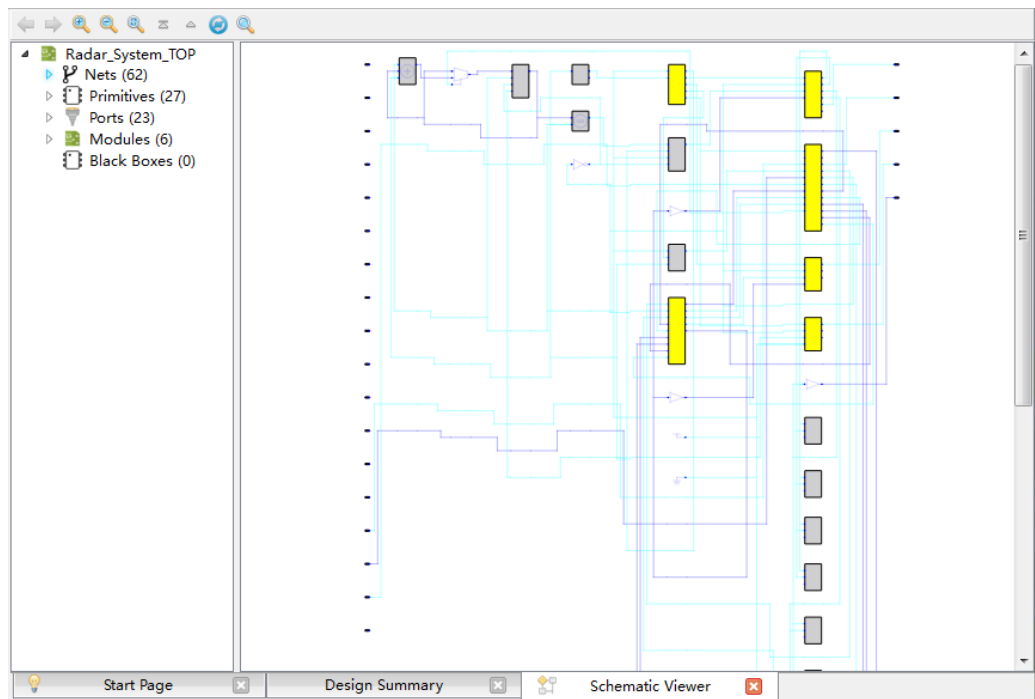 Radar_System_TOP
Nets (62)
Primitives (27)
Ports (23)
Modules (6)
Black Boxes (0)
Start Page
Design Summary
Schematic Viewer